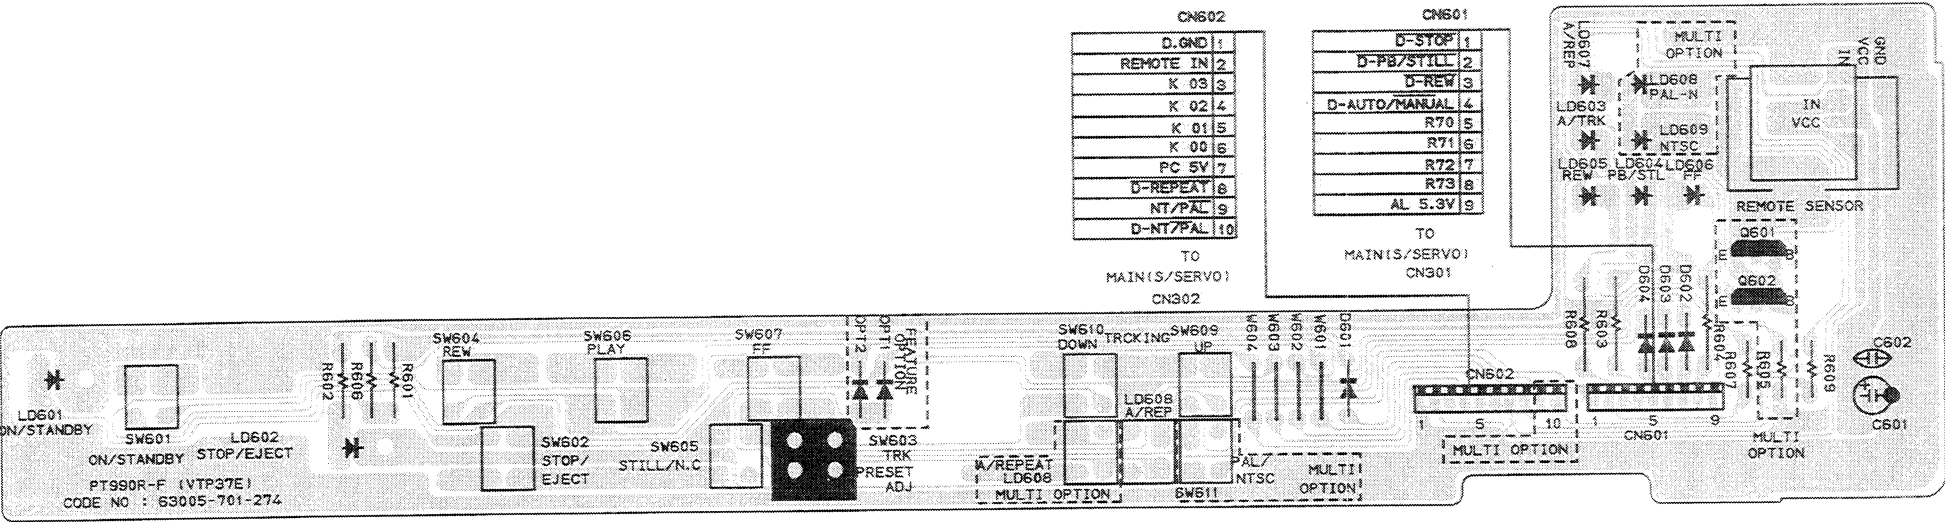 CN602
D.GND 1
REMOTE IN 2
K 03 3
K 02 4
K 01 5
K 00 6
PC 5V 7
D-REPEAT 8
NT/PAL 9
D-NT/PAL 10
TO
MAIN(S/SERVO)
CN302
CN601
D-STOP 1
D-PB/STILL 2
D-REW 3
D-AUTO/MANUAL 4
R70 5
R71 6
R72 7
R73 8
AL 5.3V 9
TO
MAIN(S/SERVO)
CN301
LD607
A/REP
MULTI
OPTION
LD608
PAL-N
LD603
A/TRK
LD609
NTSC
LD605
REW
LD604
PB/STL
LD606
FF
GND
VCC
IN
IN
VCC
REMOTE SENSOR
Q601
E B
Q602
E B
D604
D603
D602
R608
R603
R604
R607
R605
R609
C602
C601
MULTI
OPTION
CN602
1 5 10
MULTI OPTION
1 5 9
CN601
LD601
ON/STANDBY
SW601
ON/STANDBY
LD602
STOP/EJECT
R602
R606
R601
SW604
REW
SW606
PLAY
SW607
FF
OPT2
OPT1
FEATURE
OPTION
SW602
STOP/
EJECT
SW605
STILL/N.C
SW603
TRK
PRESET
ADJ
SW610
DOWN
TRCKING
SW609
UP
W604
W603
W602
W601
D601
LD608
A/REP
A/REPEAT
LD608
MULTI OPTION
SW611
PAL/
NTSC
MULTI
OPTION
PT990R-F (VTP37E)
CODE NO : 63005-701-274